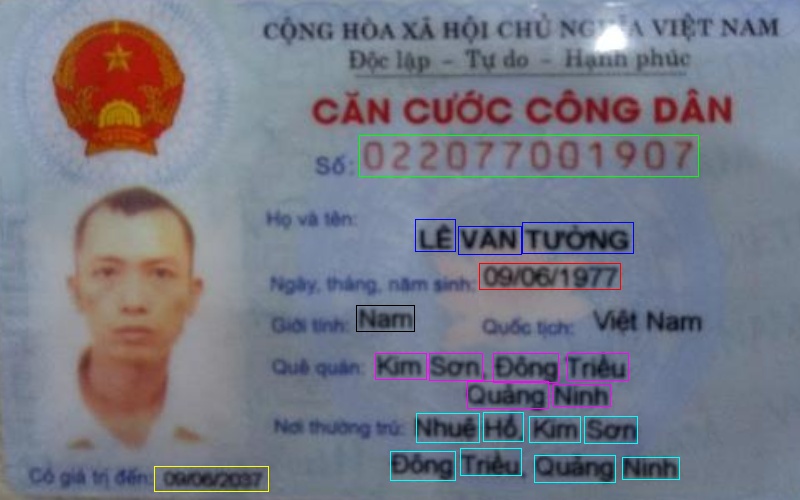 CỘNG HÒA XÃ HỘI CHỦ NGHĨA VIỆT NAM
Độc lập - Tự do - Hạnh phúc
CĂN CƯỚC CÔNG DÂN
Số: 022077001907
Họ và tên:
LÊ VĂN TƯỞNG
Ngày, tháng, năm sinh: 09/06/1977
Giới tính: Nam Quốc tịch: Việt Nam
Quê quán: Kim Sơn, Đông Triều
Quảng Ninh
Nơi thường trú: Nhuệ Hổ, Kim Sơn
Đông Triều, Quảng Ninh
Có giá trị đến: 09/06/2037